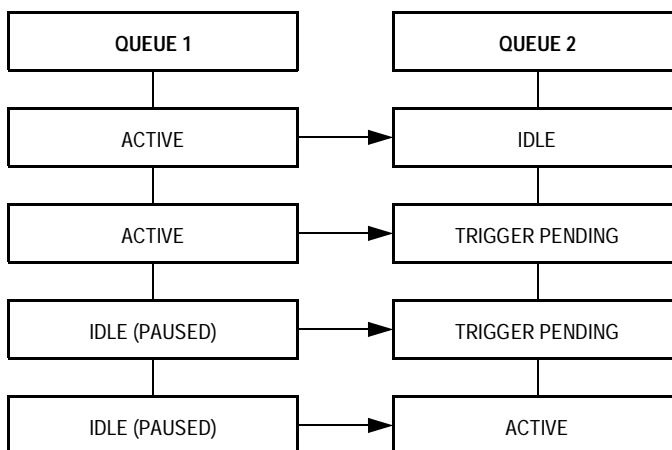 QUEUE 1
QUEUE 2
ACTIVE
IDLE
ACTIVE
TRIGGER PENDING
IDLE (PAUSED)
TRIGGER PENDING
IDLE (PAUSED)
ACTIVE